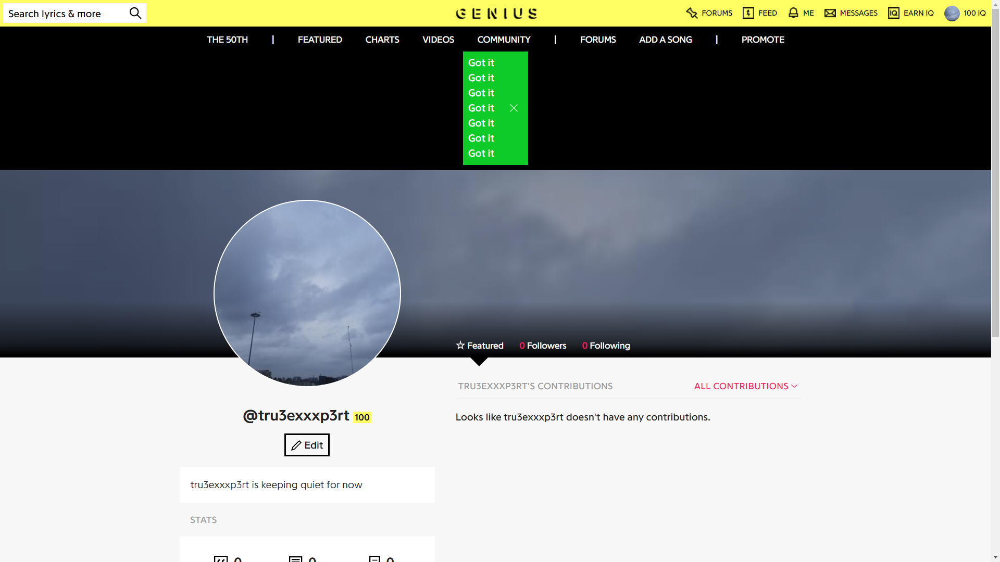 Search lyrics & more
GENIUS
FORUMS
FEED
ME
MESSAGES
IQ
EARN IQ
100 IQ
THE 50TH | FEATURED CHARTS VIDEOS COMMUNITY | FORUMS ADD A SONG | PROMOTE
Got it
Got it
Got it
Got it
Got it
Got it
Got it
Featured
0 Followers
0 Following
TRU3EXXXP3RT'S CONTRIBUTIONS
ALL CONTRIBUTIONS
Looks like tru3exxxp3rt doesn't have any contributions.
@tru3exxxp3rt 100
Edit
tru3exxxp3rt is keeping quiet for now
STATS
0
0
0